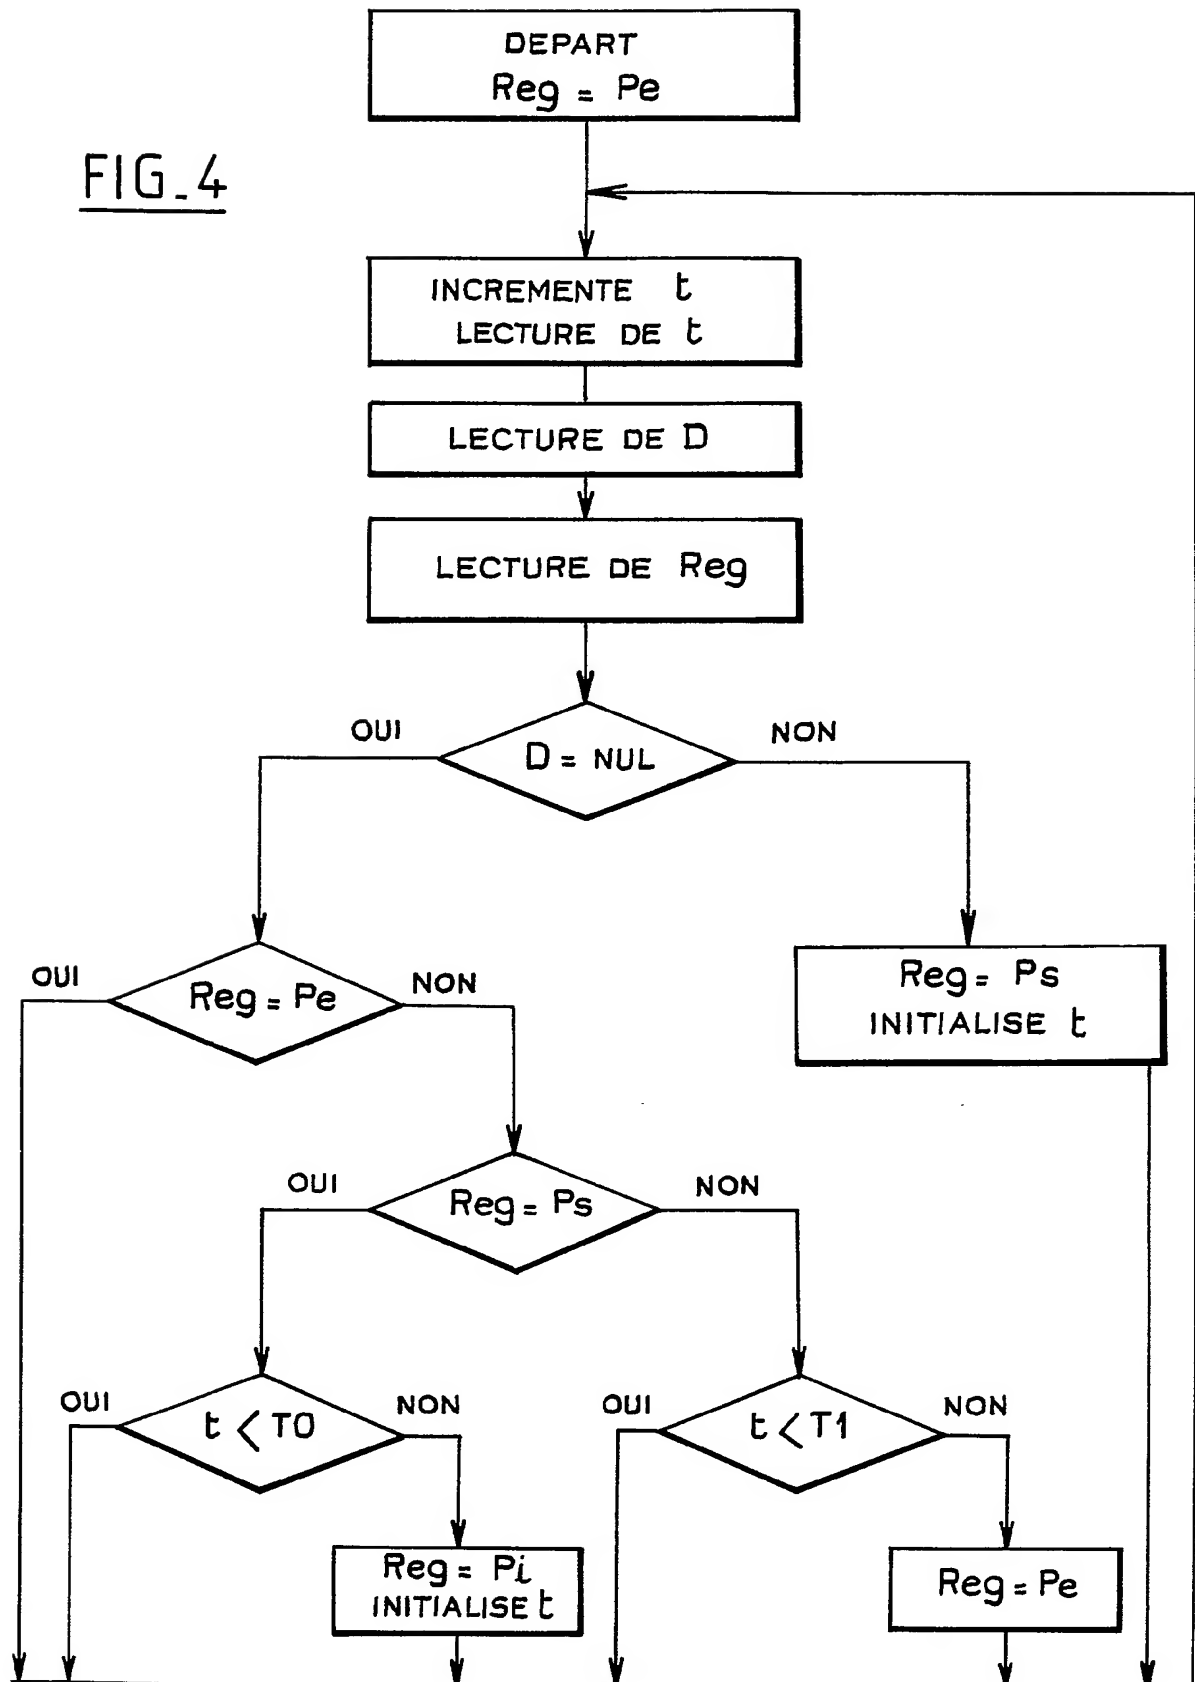 DEPART
Reg = Pe
FIG_4
INCREMENTE t
LECTURE DE t
LECTURE DE D
LECTURE DE Reg
OUI
D = NUL
NON
OUI
Reg = Pe
NON
Reg = Ps
INITIALISE t
OUI
Reg = Ps
NON
OUI
t < T0
NON
OUI
t < T1
NON
Reg = Pi
INITIALISE t
Reg = Pe